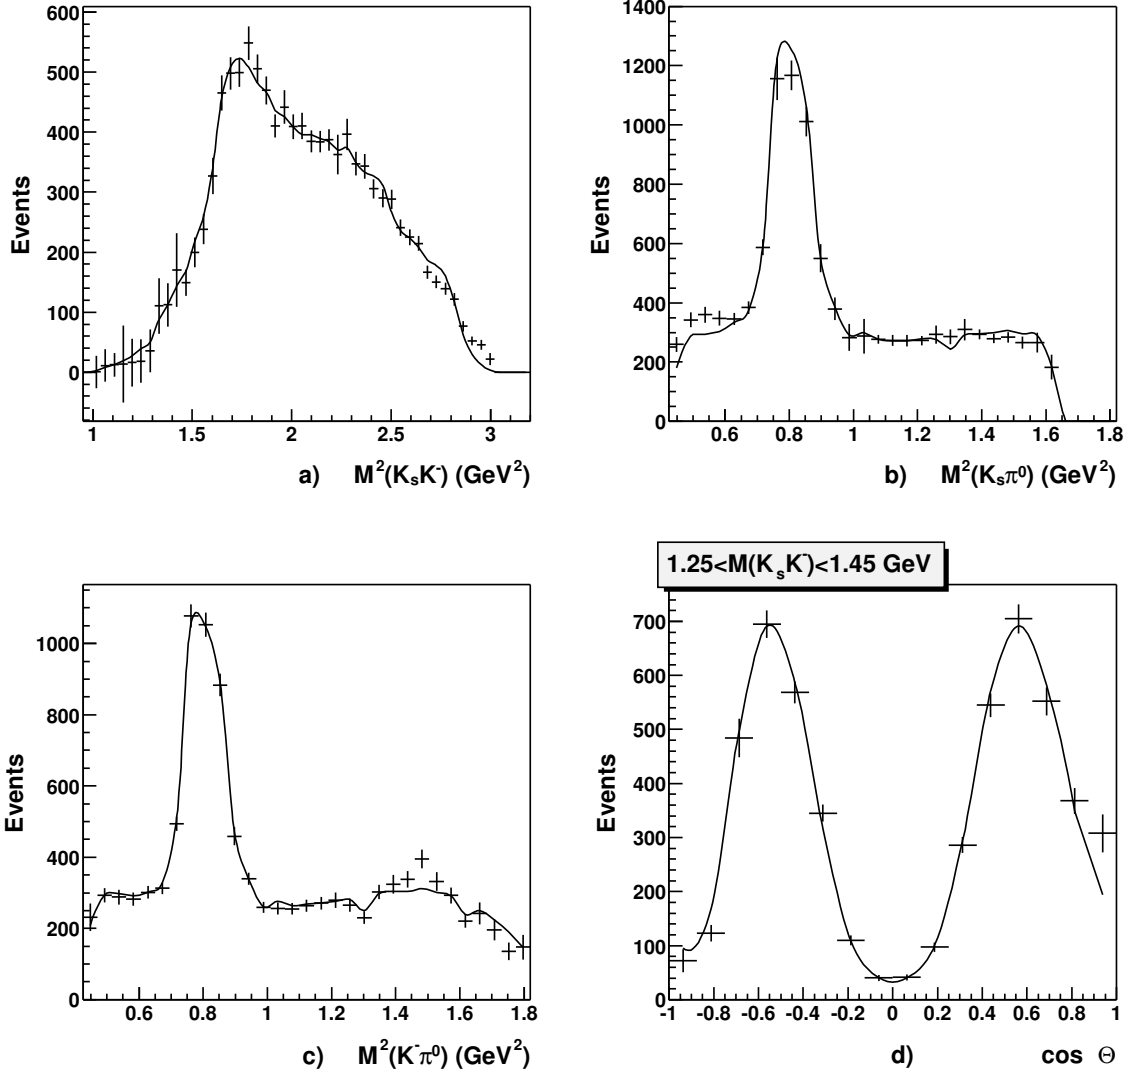 600
500
400
300
200
100
0
Events
1 1.5 2 2.5 3
a) M²(KₛK⁻) (GeV²)
1400
1200
1000
800
600
400
200
0
Events
0.6 0.8 1 1.2 1.4 1.6 1.8
b) M²(Kₛπ⁰) (GeV²)
1000
800
600
400
200
0
Events
0.6 0.8 1 1.2 1.4 1.6 1.8
c) M²(K⁻π⁰) (GeV²)
1.25<M(KₛK⁻)<1.45 GeV
700
600
500
400
300
200
100
0
Events
-1 -0.8 -0.6 -0.4 -0.2 0 0.2 0.4 0.6 0.8 1
d) cos Θ